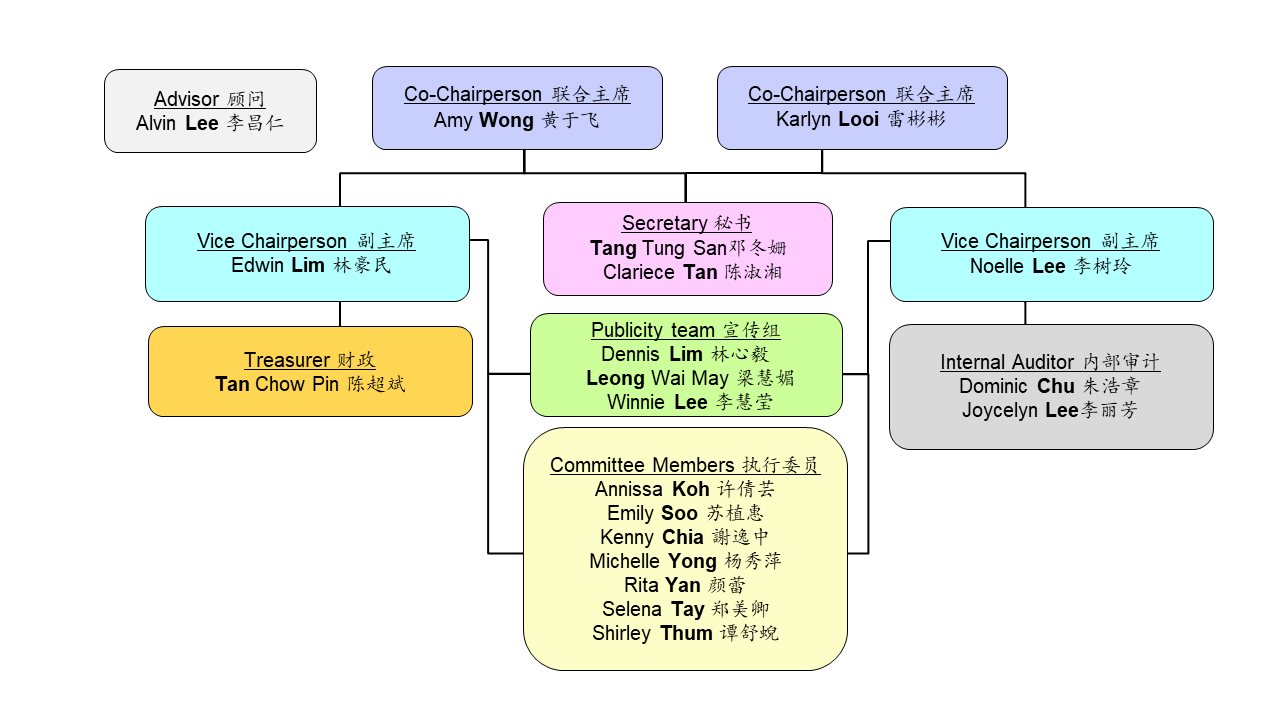 Advisor 顾问
Alvin Lee 李昌仁
Co-Chairperson 联合主席
Amy Wong 黄于飞
Co-Chairperson 联合主席
Karlyn Looi 雷彬彬
Vice Chairperson 副主席
Edwin Lim 林豪民
Secretary 秘书
Tang Tung San邓冬姗
Clariece Tan 陈淑湘
Vice Chairperson 副主席
Noelle Lee 李树玲
Treasurer 财政
Tan Chow Pin 陈超斌
Publicity team 宣传组
Dennis Lim 林心毅
Leong Wai May 梁慧媚
Winnie Lee 李慧莹
Internal Auditor 内部审计
Dominic Chu 朱浩章
Joycelyn Lee李丽芳
Committee Members 执行委员
Annissa Koh 许倩芸
Emily Soo 苏植惠
Kenny Chia 謝逸中
Michelle Yong 杨秀萍
Rita Yan 颜蕾
Selena Tay 郑美卿
Shirley Thum 谭舒蜺